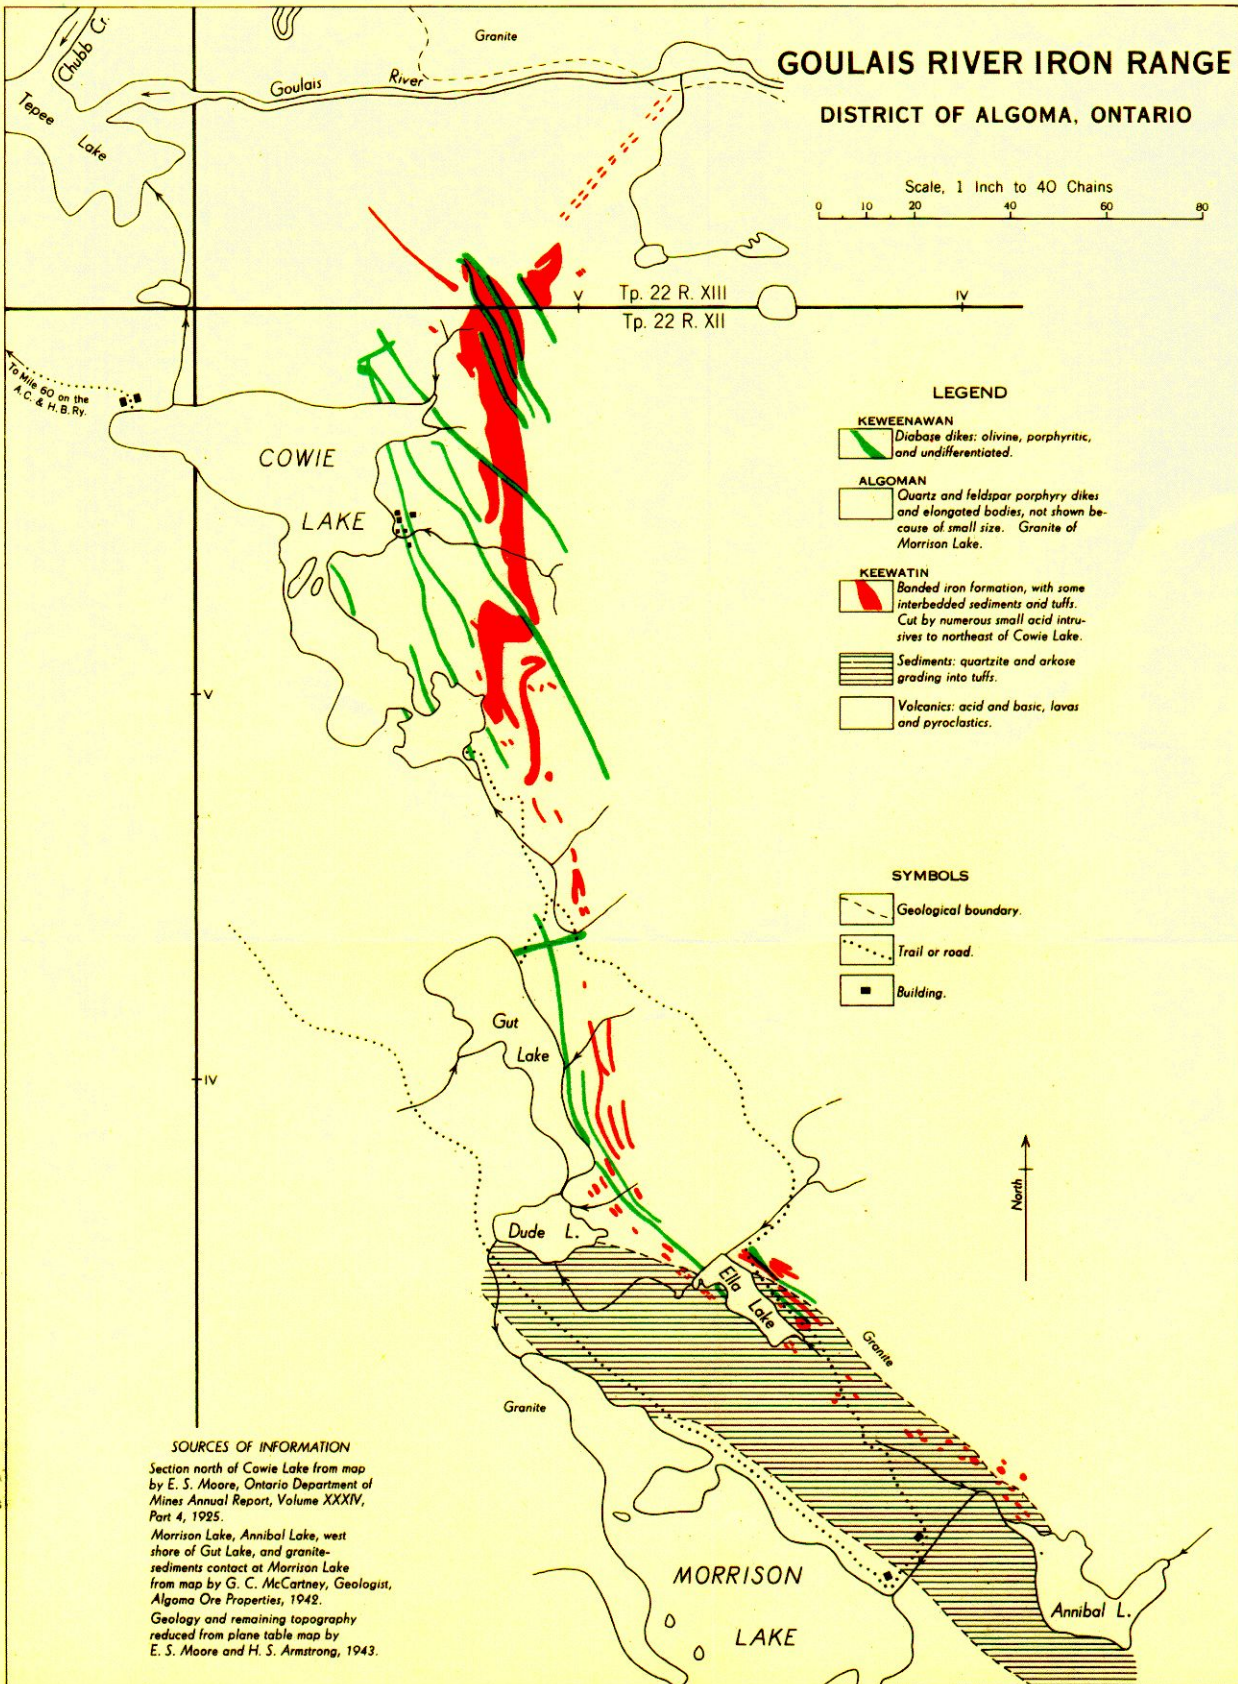 GOULAIS RIVER IRON RANGE
DISTRICT OF ALGOMA, ONTARIO
Scale, 1 Inch to 40 Chains
0 10 20 40 60 80
Chubb Cr.
Tepee
Lake
Goulais River
Granite
V
Tp. 22 R. XIII
IV
Tp. 22 R. XII
To Mile 60 on the
A.C. & H.B. Ry.
COWIE
LAKE
V
LEGEND
KEWEENAWAN
Diabase dikes: olivine, porphyritic,
and undifferentiated.
ALGOMAN
Quartz and feldspar porphyry dikes
and elongated bodies, not shown be-
cause of small size. Granite of
Morrison Lake.
KEEWATIN
Banded iron formation, with some
interbedded sediments and tuffs.
Cut by numerous small acid intru-
sives to northeast of Cowie Lake.
Sediments: quartzite and arkose
grading into tuffs.
Volcanics: acid and basic, lavas
and pyroclastics.
SYMBOLS
Geological boundary.
Trail or road.
Building.
Gut
Lake
IV
North
Dude L.
Ella
Lake
Granite
Granite
MORRISON
LAKE
Annibal L.
SOURCES OF INFORMATION
Section north of Cowie Lake from map
by E. S. Moore, Ontario Department of
Mines Annual Report, Volume XXXIV,
Part 4, 1925.
Morrison Lake, Annibal Lake, west
shore of Gut Lake, and granite-
sediments contact at Morrison Lake
from map by G. C. McCartney, Geologist,
Algoma Ore Properties, 1942.
Geology and remaining topography
reduced from plane table map by
E. S. Moore and H. S. Armstrong, 1943.